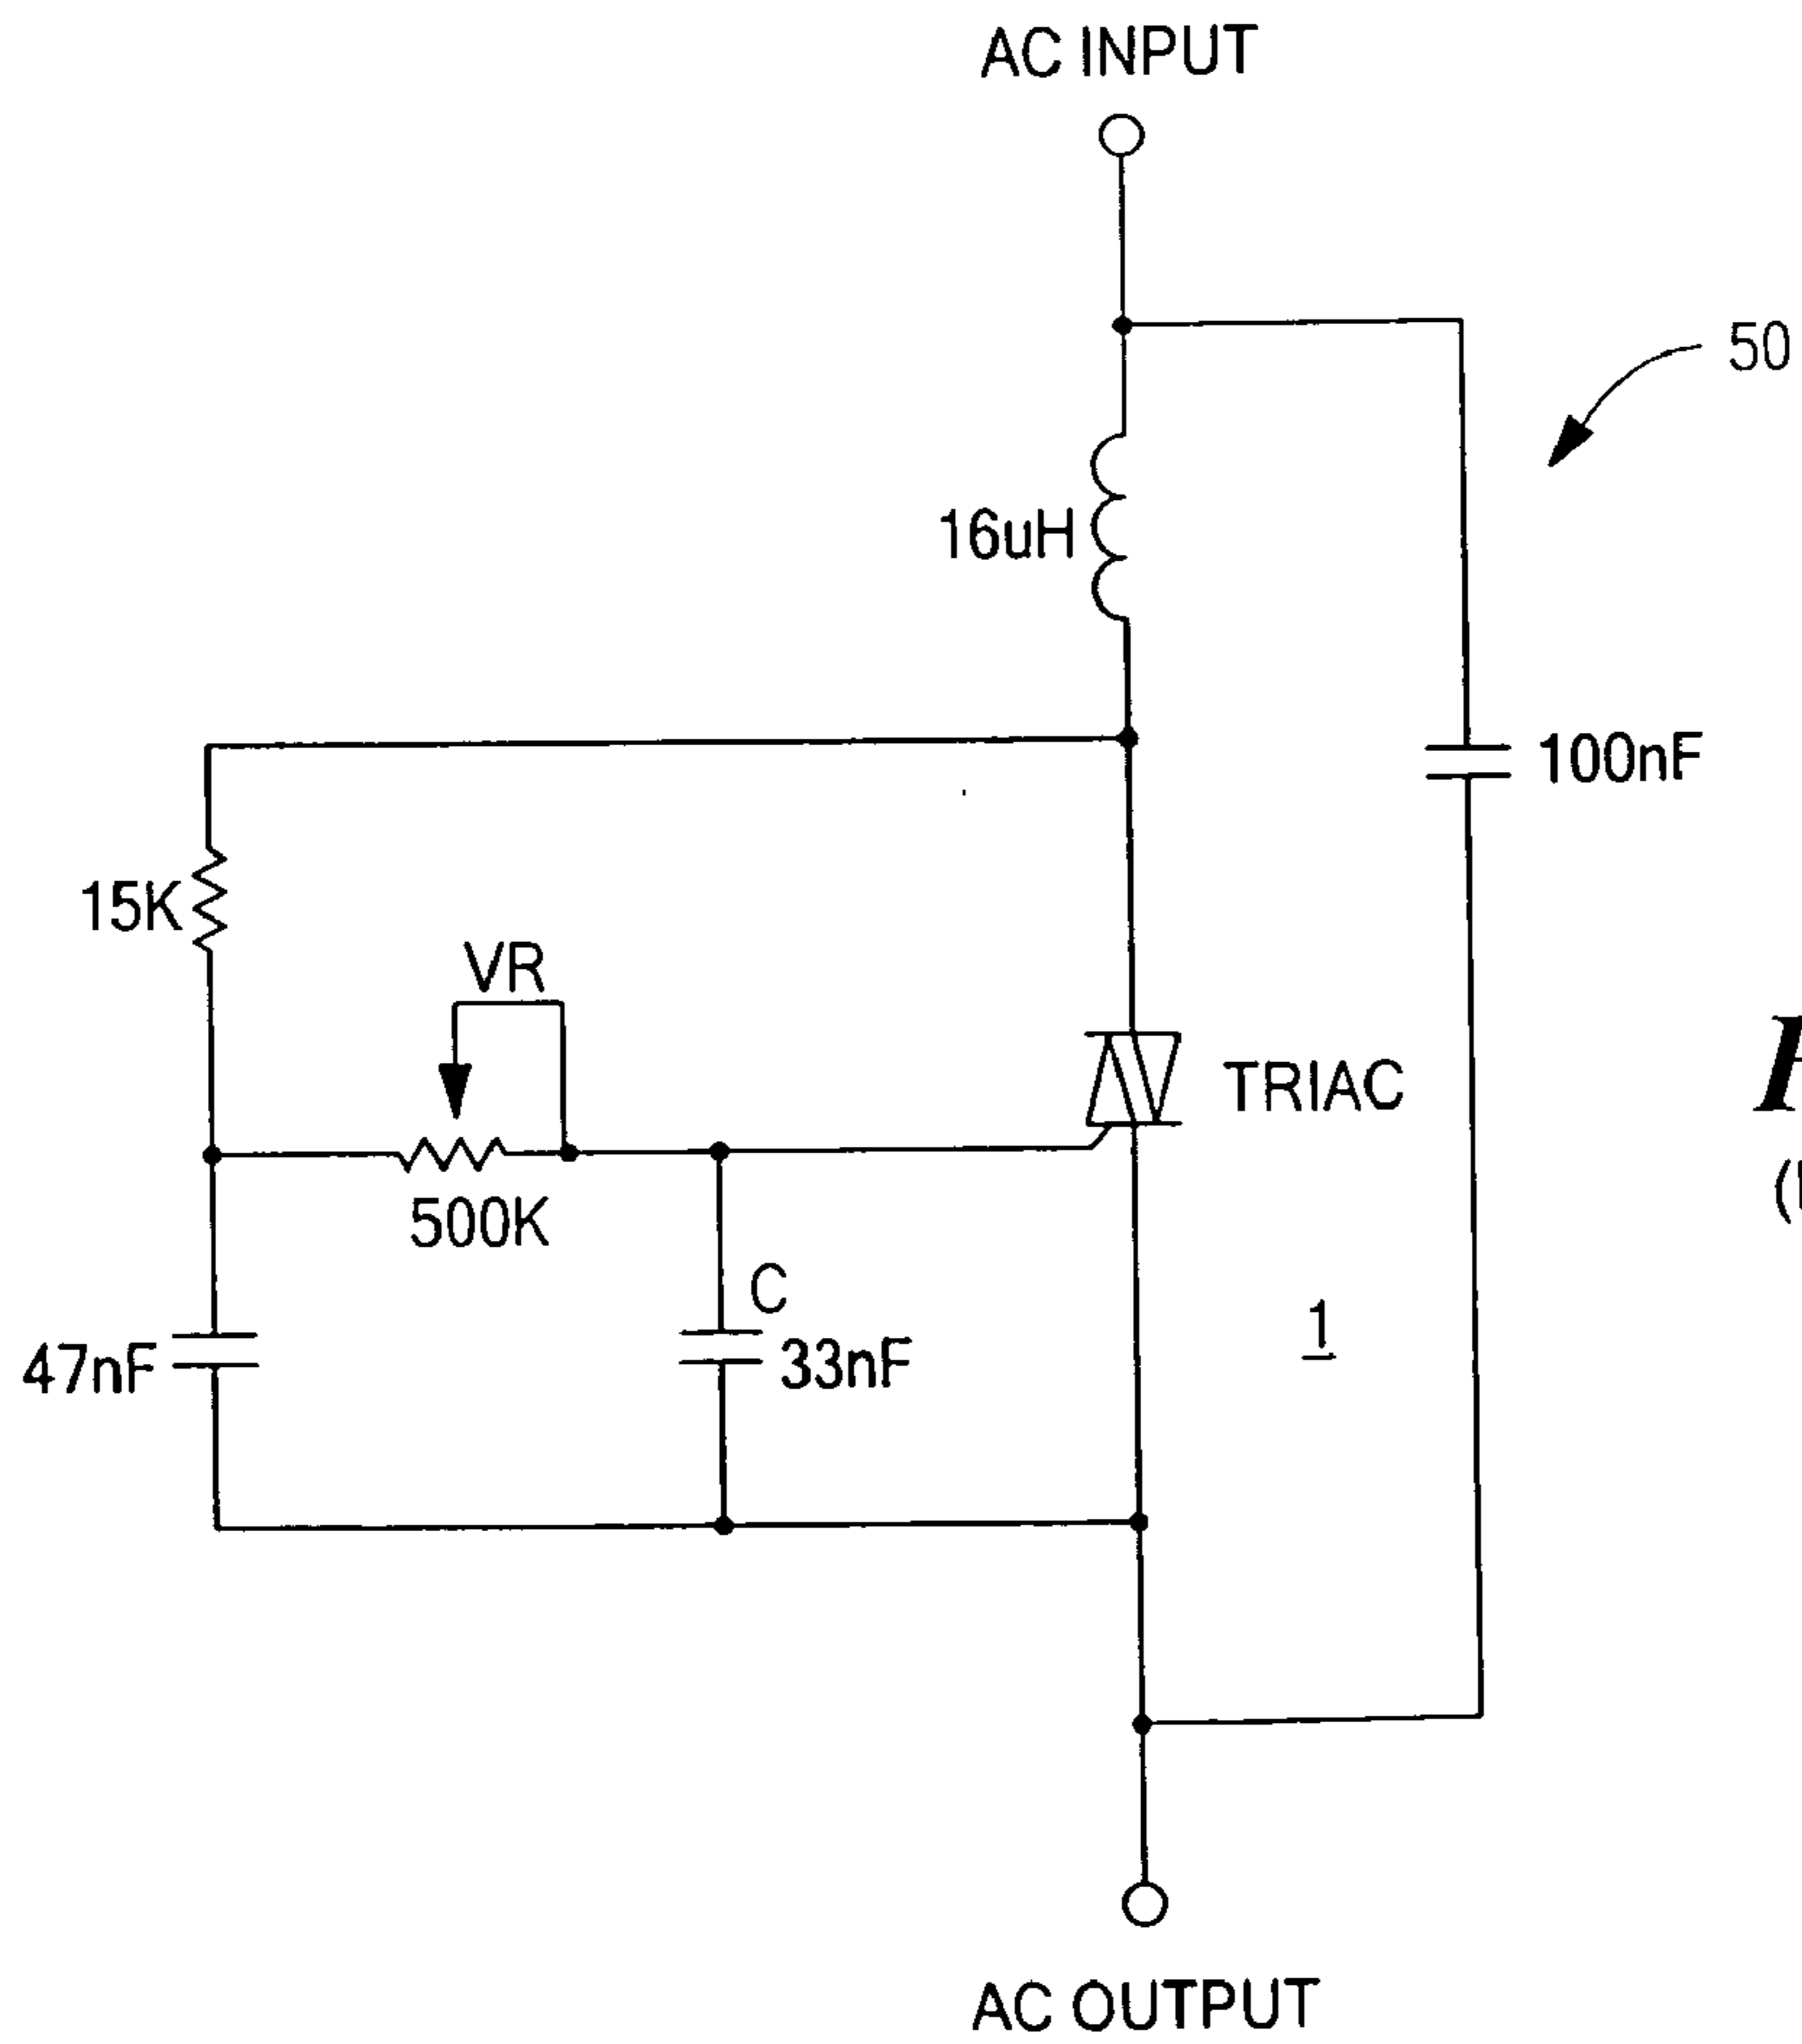 AC INPUT
50
16uH
100nF
15K
VR
TRIAC
500K
C
33nF
47nF
1
AC OUTPUT